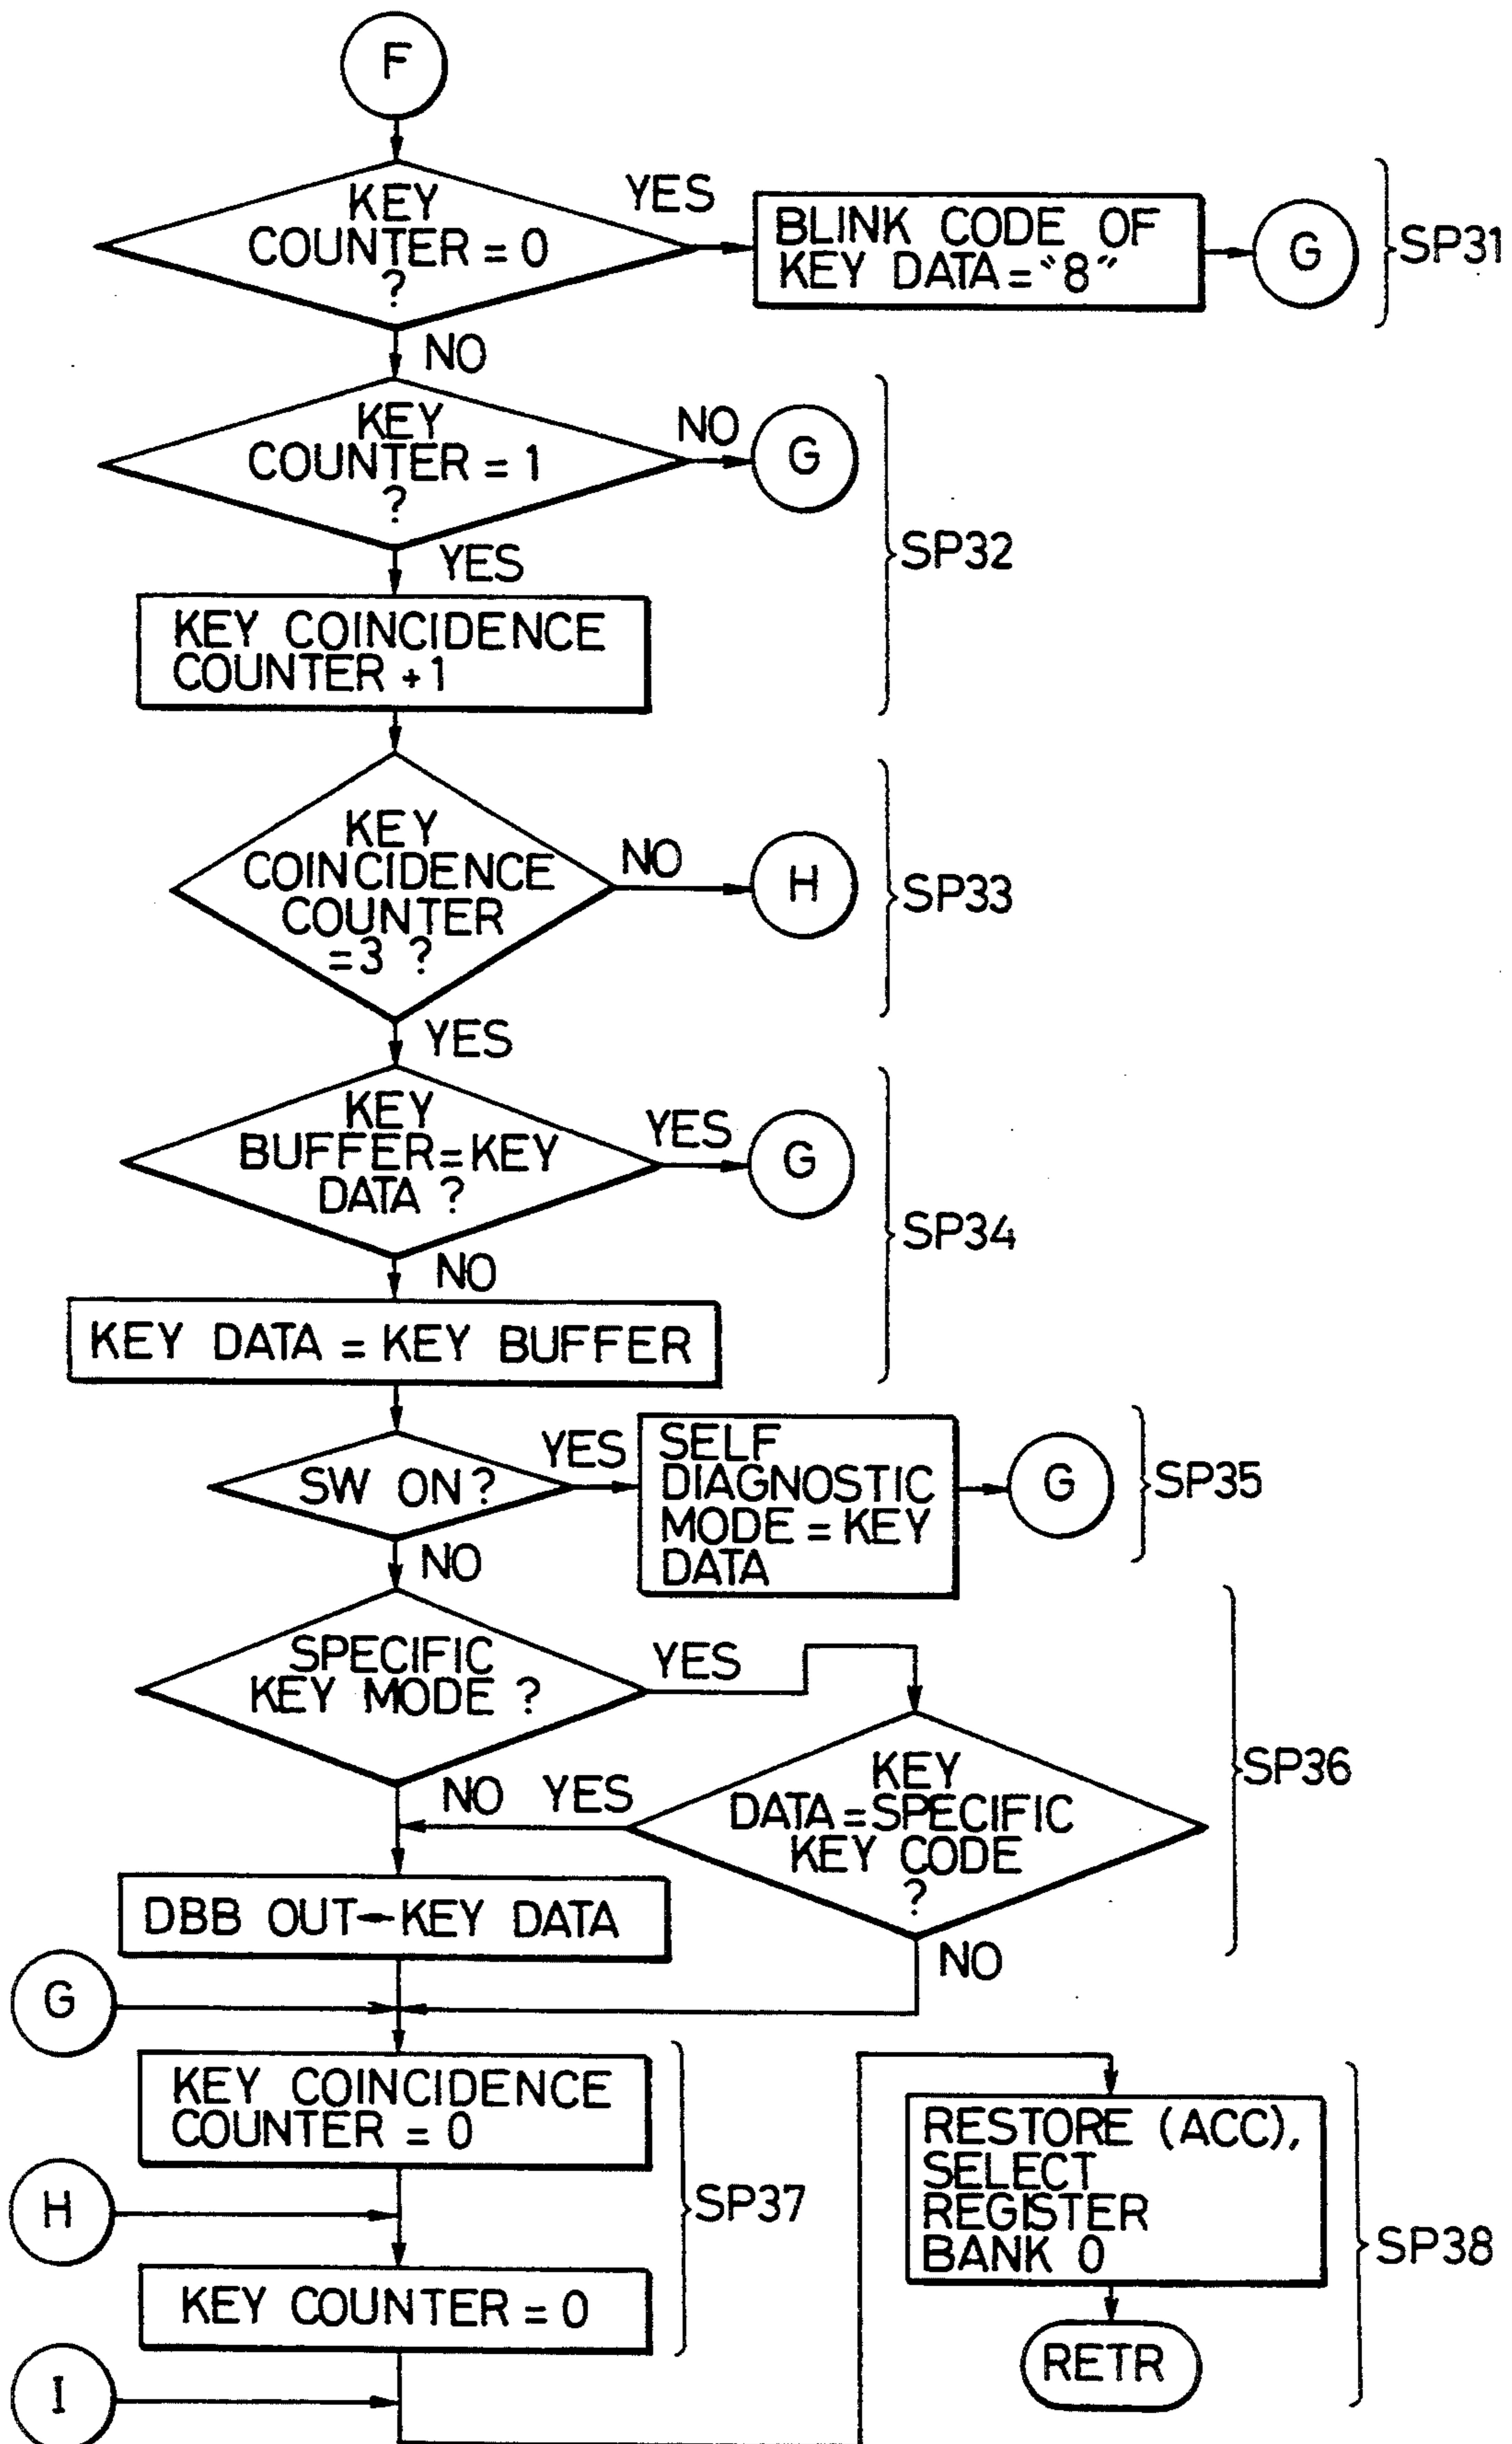 F
KEY
COUNTER = 0
?
YES
BLINK CODE OF
KEY DATA = "8"
G
SP31
NO
KEY
COUNTER = 1
?
NO
G
YES
SP32
KEY COINCIDENCE
COUNTER +1
KEY
COINCIDENCE
COUNTER
=3 ?
NO
H
SP33
YES
KEY
BUFFER=KEY
DATA ?
YES
G
SP34
NO
KEY DATA = KEY BUFFER
SW ON?
YES
SELF
DIAGNOSTIC
MODE = KEY
DATA
G
SP35
NO
SPECIFIC
KEY MODE ?
YES
KEY
DATA=SPECIFIC
KEY CODE
?
SP36
NO
YES
DBB OUT←KEY DATA
NO
G
KEY COINCIDENCE
COUNTER = 0
H
SP37
KEY COUNTER = 0
I
RESTORE (ACC),
SELECT
REGISTER
BANK 0
SP38
RETR